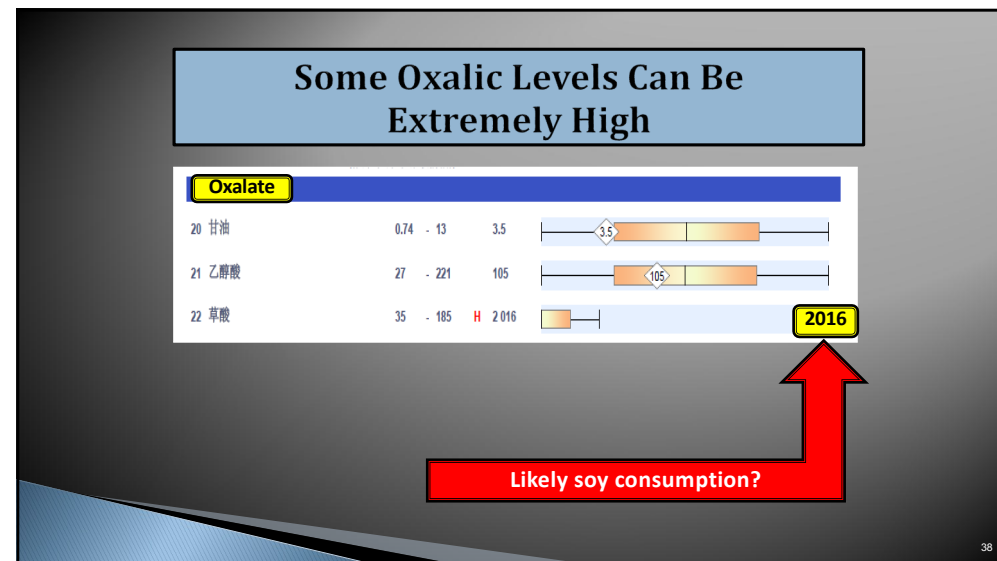 Some Oxalic Levels Can Be
Extremely High
Oxalate
20 甘油 0.74 - 13 3.5 3.5
21 乙醇酸 27 - 221 105 105
22 草酸 35 - 185 H 2 016 2016
Likely soy consumption?
38